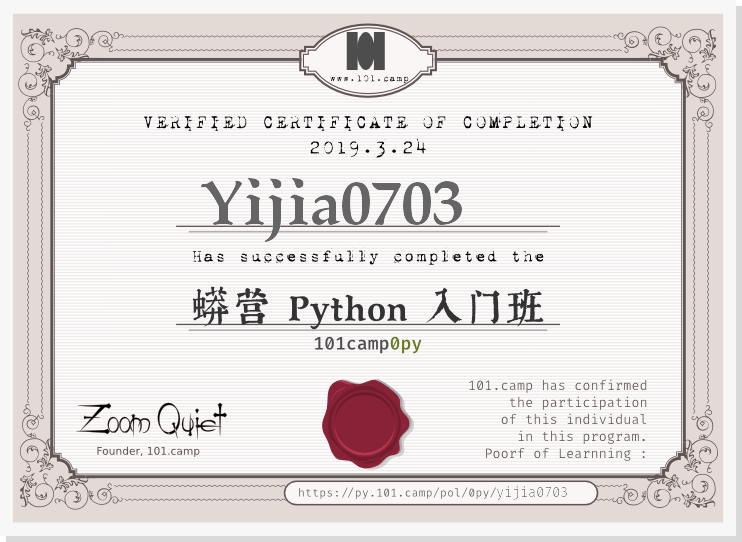 101
www.101.camp
VERIFIED CERTIFICATE OF COMPLETION
2019.3.24
Yijia0703
Has successfully completed the
蟒营 Python 入门班
101camp0py
Zoom Quiet
Founder, 101.camp
101.camp has confirmed
the participation
of this individual
in this program.
Poorf of Learnning :
https://py.101.camp/pol/0py/yijia0703